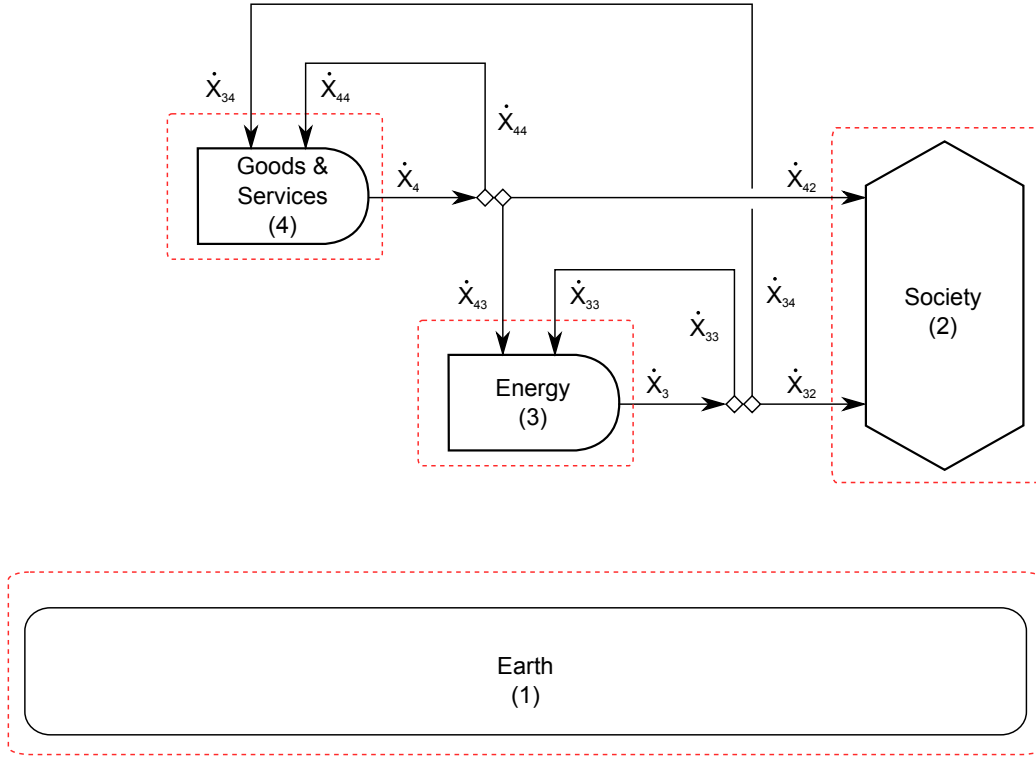 Ẋ₃₄
Ẋ₄₄
Ẋ₄₄
Goods &
Services
(4)
Ẋ₄
Ẋ₄₂
Ẋ₄₃
Ẋ₃₃
Ẋ₃₄
Ẋ₃₃
Society
(2)
Energy
(3)
Ẋ₃
Ẋ₃₂
Earth
(1)